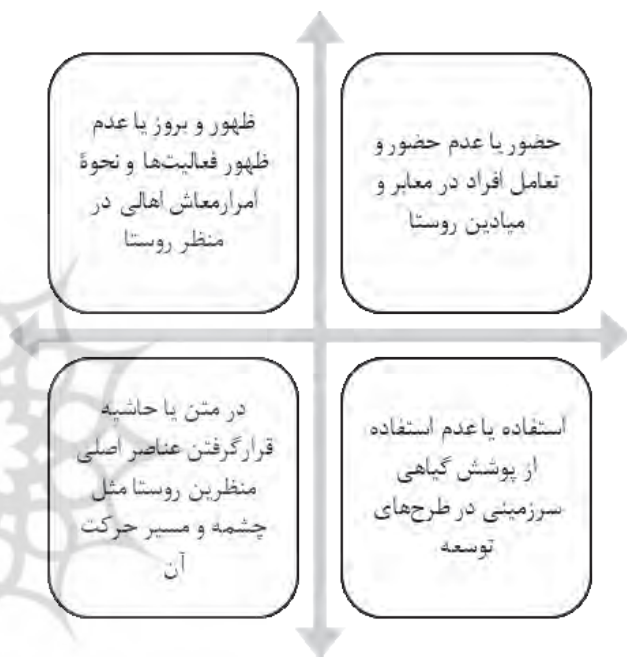 حضور یا عدم حضور و
تعامل افراد در معابر و
میادین روستا
ظهور و بروز یا عدم
ظهور فعالیت‌ها و نحوۀ
امرارمعاش اهالی در
منظر روستا
استفاده یا عدم استفاده
از پوشش گیاهی
سرزمینی در طرح‌های
توسعه
در متن یا حاشیه
قرارگرفتن عناصر اصلی
منظرین روستا مثل
چشمه و مسیر حرکت
آن